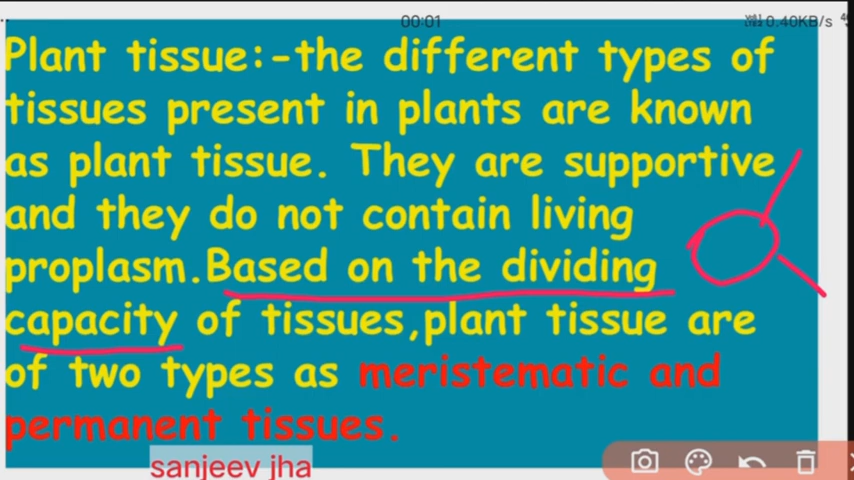 00:01 0.40KB/s
Plant tissue:-the different types of
tissues present in plants are known
as plant tissue. They are supportive
and they do not contain living
proplasm.Based on the dividing
capacity of tissues,plant tissue are
of two types as meristematic and
permanent tissues.
sanjeev jha